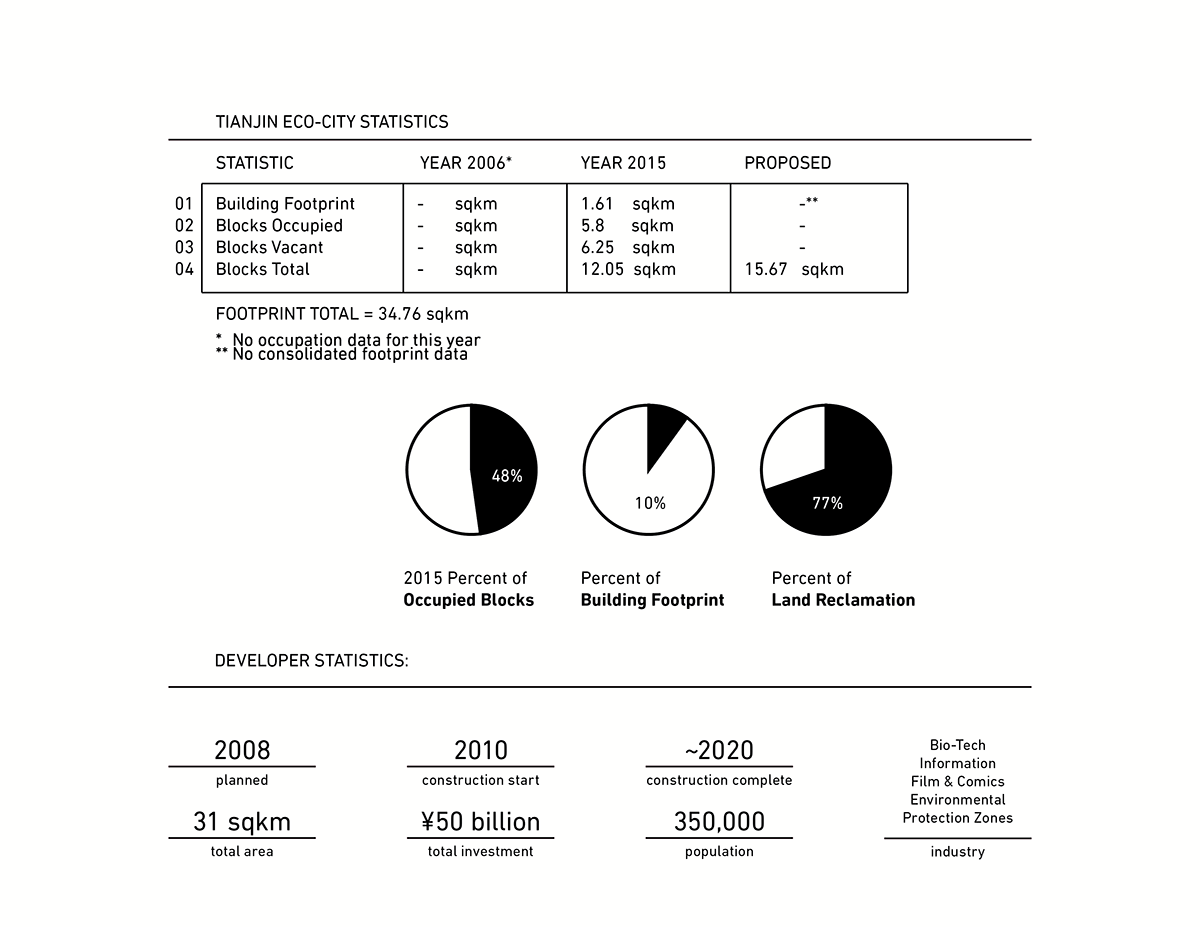 TIANJIN ECO-CITY STATISTICS
STATISTIC YEAR 2006* YEAR 2015 PROPOSED
01 Building Footprint - sqkm 1.61 sqkm -**
02 Blocks Occupied - sqkm 5.8 sqkm -
03 Blocks Vacant - sqkm 6.25 sqkm -
04 Blocks Total - sqkm 12.05 sqkm 15.67 sqkm
FOOTPRINT TOTAL = 34.76 sqkm
* No occupation data for this year
** No consolidated footprint data
48%
10%
77%
2015 Percent of
Occupied Blocks
Percent of
Building Footprint
Percent of
Land Reclamation
DEVELOPER STATISTICS:
2008
planned
2010
construction start
~2020
construction complete
31 sqkm
total area
¥50 billion
total investment
350,000
population
Bio-Tech
Information
Film & Comics
Environmental
Protection Zones
industry